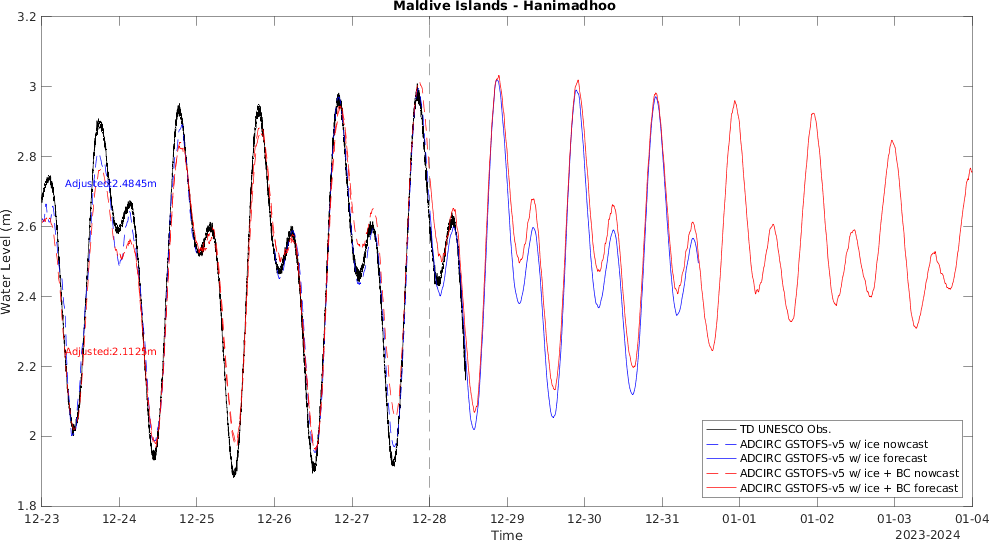 Maldive Islands - Hanimadhoo
3.2
3
2.8
2.6
2.4
2.2
2
1.8
Water Level (m)
Adjusted:2.4845m
Adjusted:2.1125m
TD UNESCO Obs.
ADCIRC GSTOFS-v5 w/ ice nowcast
ADCIRC GSTOFS-v5 w/ ice forecast
ADCIRC GSTOFS-v5 w/ ice + BC nowcast
ADCIRC GSTOFS-v5 w/ ice + BC forecast
12-23 12-24 12-25 12-26 12-27 12-28 12-29 12-30 12-31 01-01 01-02 01-03 01-04
Time
2023-2024